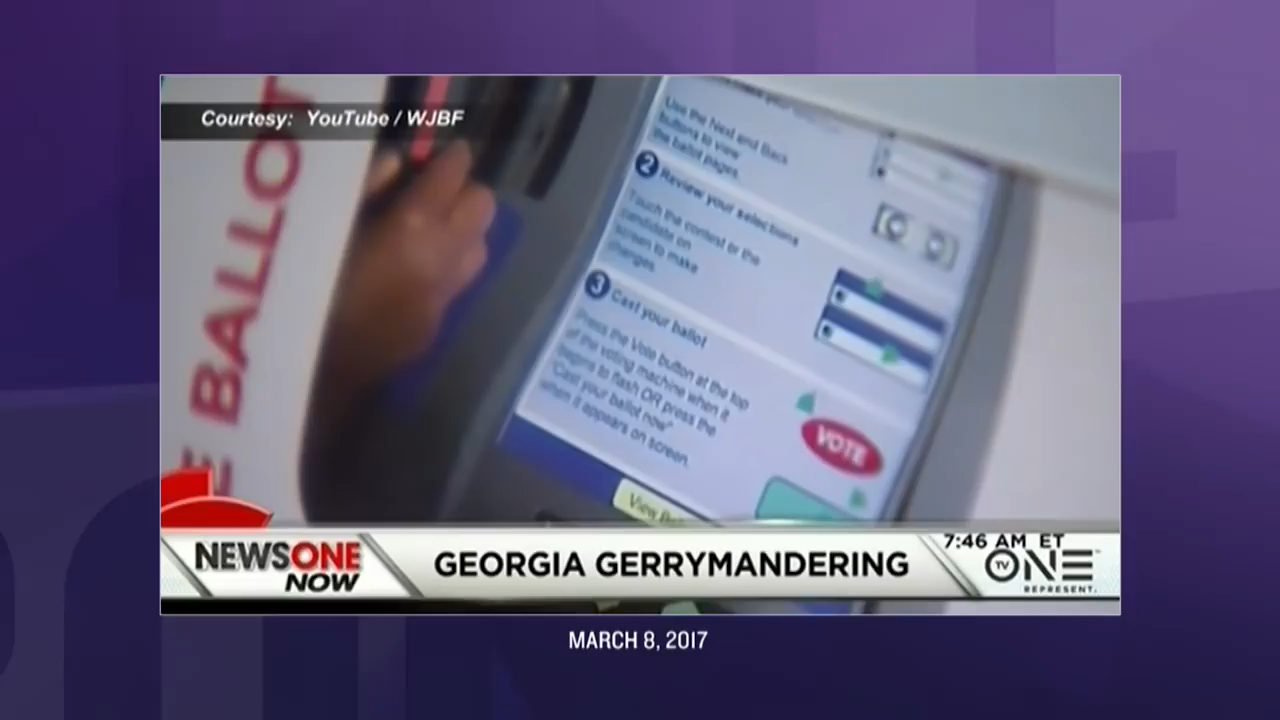 Courtesy: YouTube / WJBF
E BALLOT
Use the Next and Back
buttons to view
the ballot pages.
2 Review your selections
Touch the contest or the
candidate on
screen to make
changes.
3 Cast your ballot
Press the Vote button at the top
of the voting machine when it
begins to flash OR press the
"Cast your ballot now"
when it appears on screen.
VOTE
View
NEWSONE
NOW
GEORGIA GERRYMANDERING
7:46 AM ET
TV ONE
REPRESENT.
MARCH 8, 2017